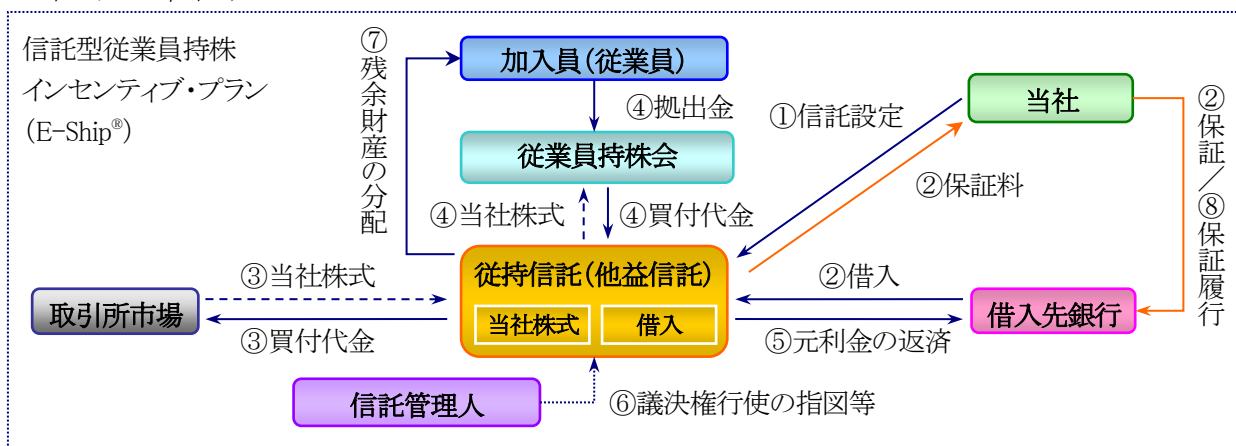 信託型従業員持株
インセンティブ・プラン
(E-Ship®)
⑦残余財産の分配
加入員(従業員)
④拠出金
従業員持株会
④当社株式
④買付代金
①信託設定
②保証料
当社
②保証/⑧保証履行
③当社株式
取引所市場
③買付代金
従持信託(他益信託)
当社株式
借入
②借入
借入先銀行
⑤元利金の返済
信託管理人
⑥議決権行使の指図等